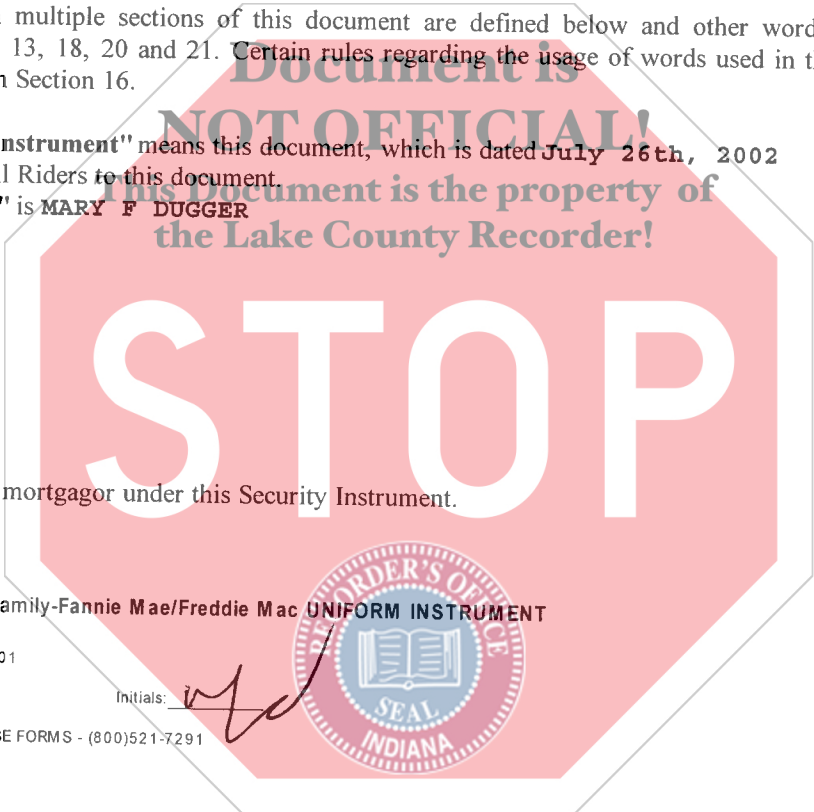 multiple sections of this document are defined below and other word
13, 18, 20 and 21. Certain rules regarding the usage of words used in
Section 16.
Document is
NOT OFFICIAL!
nstrument" means this document, which is dated July 26th, 2002
l Riders to this document.
This Document is the property of
" is MARY F DUGGER
the Lake County Recorder!
STOP
mortgagor under this Security Instrument.
amily-Fannie Mae/Freddie Mac UNIFORM INSTRUMENT
01
Initials:
SE FORMS - (800)521-7291
RECORDER'S OFFICE
SEAL
INDIANA